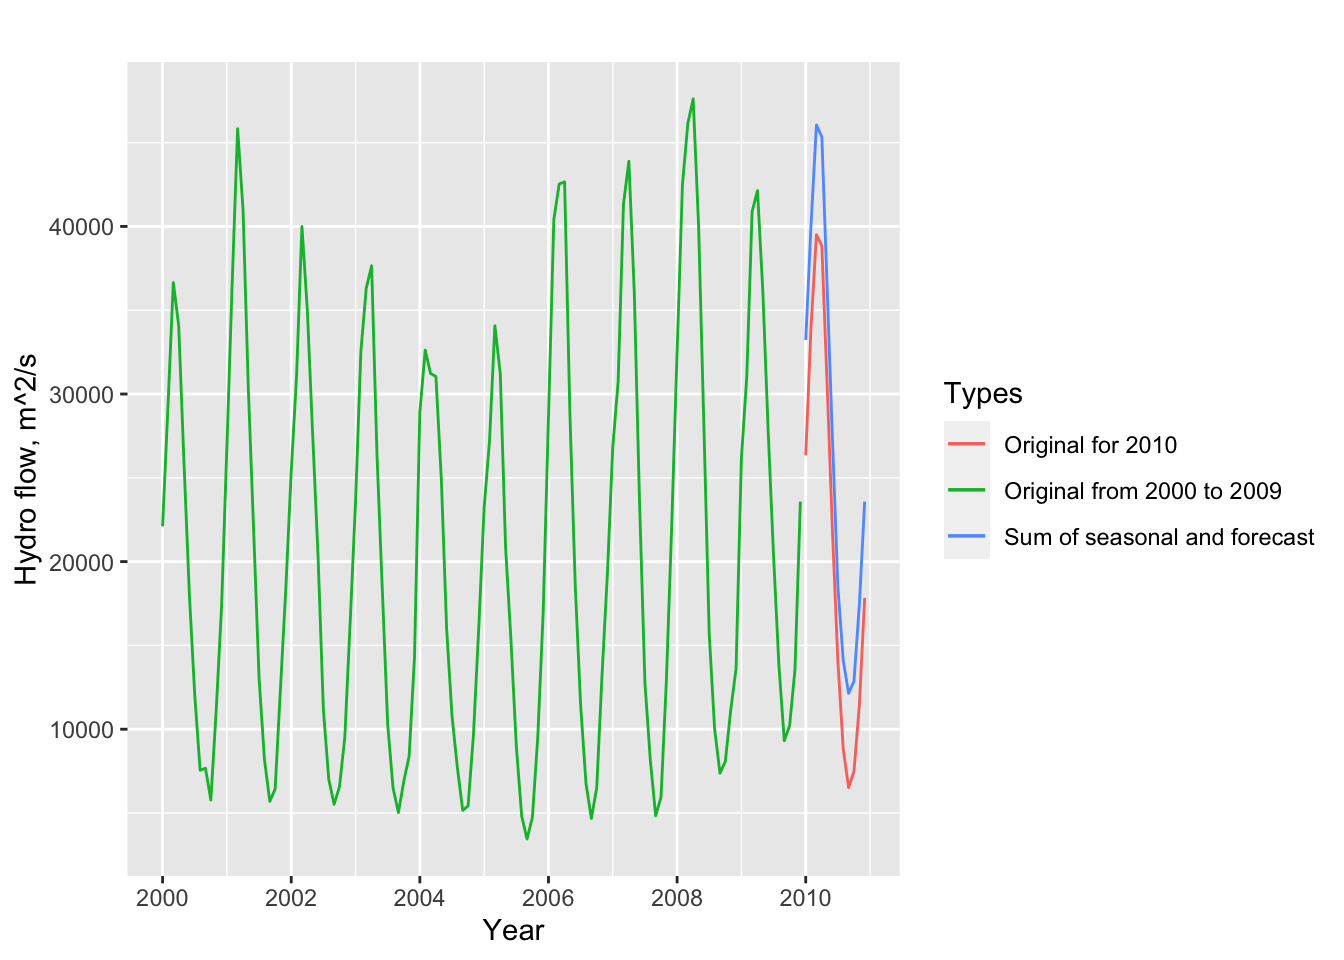 Hydro flow, m^2/s
40000
30000
20000
10000
2000 2002 2004 2006 2008 2010
Year
Types
Original for 2010
Original from 2000 to 2009
Sum of seasonal and forecast